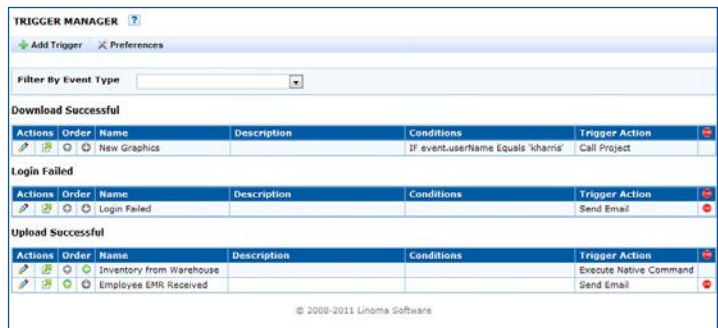 TRIGGER MANAGER ?
Add Trigger Preferences
Filter By Event Type
Download Successful
Actions Order Name Description Conditions Trigger Action
New Graphics IF event.userName Equals 'kharris' Call Project
Login Failed
Actions Order Name Description Conditions Trigger Action
Login Failed Send Email
Upload Successful
Actions Order Name Description Conditions Trigger Action
Inventory from Warehouse Execute Native Command
Employee EMR Received Send Email
© 2008-2011 Linoma Software